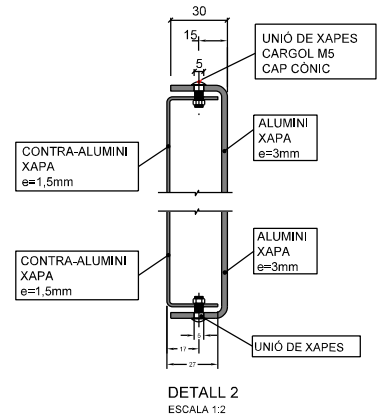 30
15
5
UNIÓ DE XAPES
CARGOL M5
CAP CÒNIC
ALUMINI
XAPA
e=3mm
CONTRA-ALUMINI
XAPA
e=1,5mm
ALUMINI
XAPA
e=3mm
CONTRA-ALUMINI
XAPA
e=1,5mm
5
17
27
UNIÓ DE XAPES
DETALL 2
ESCALA 1:2